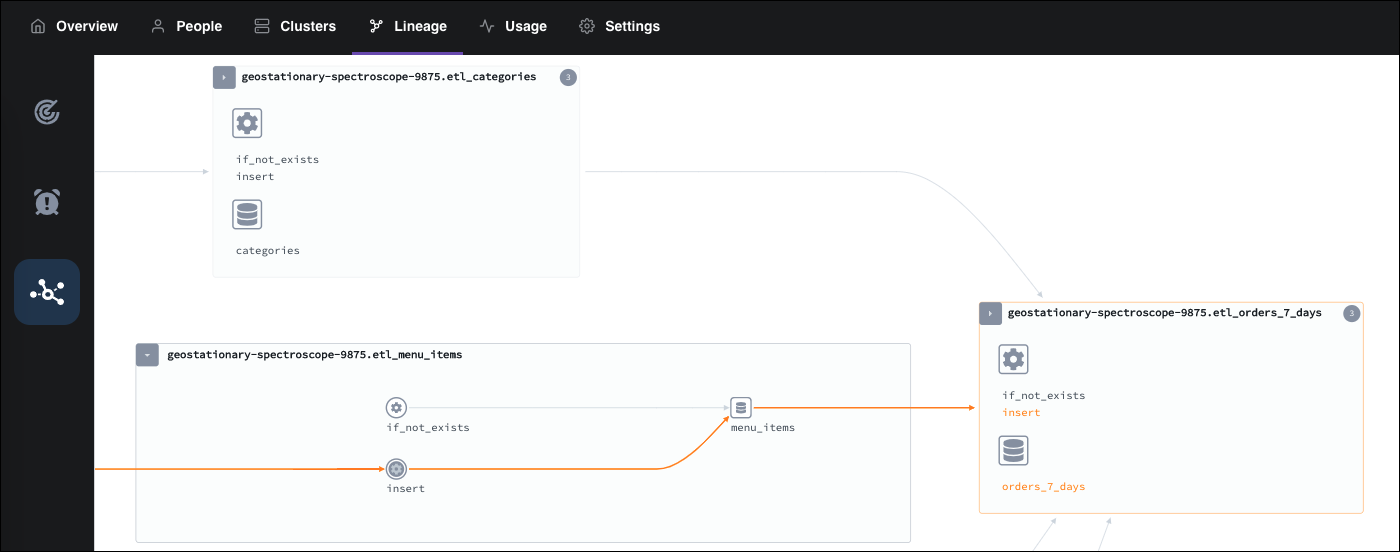 Overview People Clusters Lineage Usage Settings
geostationary-spectroscope-9875.etl_categories 3
if_not_exists
insert
categories
geostationary-spectroscope-9875.etl_orders_7_days 3
if_not_exists
insert
orders_7_days
geostationary-spectroscope-9875.etl_menu_items
if_not_exists
menu_items
insert